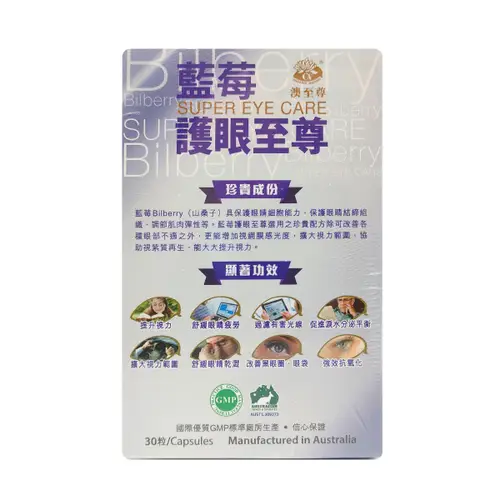 Bilberry
藍莓
澳至尊
Bilberry
SUPER EYE CARE
護眼至尊
Bilberry
珍貴成份
藍莓Bilberry（山桑子）具保護眼睛細胞能力，保護眼睛結締組
織，調節肌肉彈性等。藍莓護眼至尊選用之珍貴配方除可改善各
種眼部不適之外，更能增加視網膜感光度，擴大視力範圍，協
助視紫質再生，能大大提升視力。
顯著功效
提升視力
舒緩眼睛疲勞
過濾有害光線
促進淚水分泌平衡
擴大視力範圍
舒緩眼睛乾澀
改善黑眼圈、眼袋
強效抗氧化
GMP
AUSTRALIAN
國際優質GMP標準廠房生產•信心保證
30粒/Capsules Manufactured in Australia